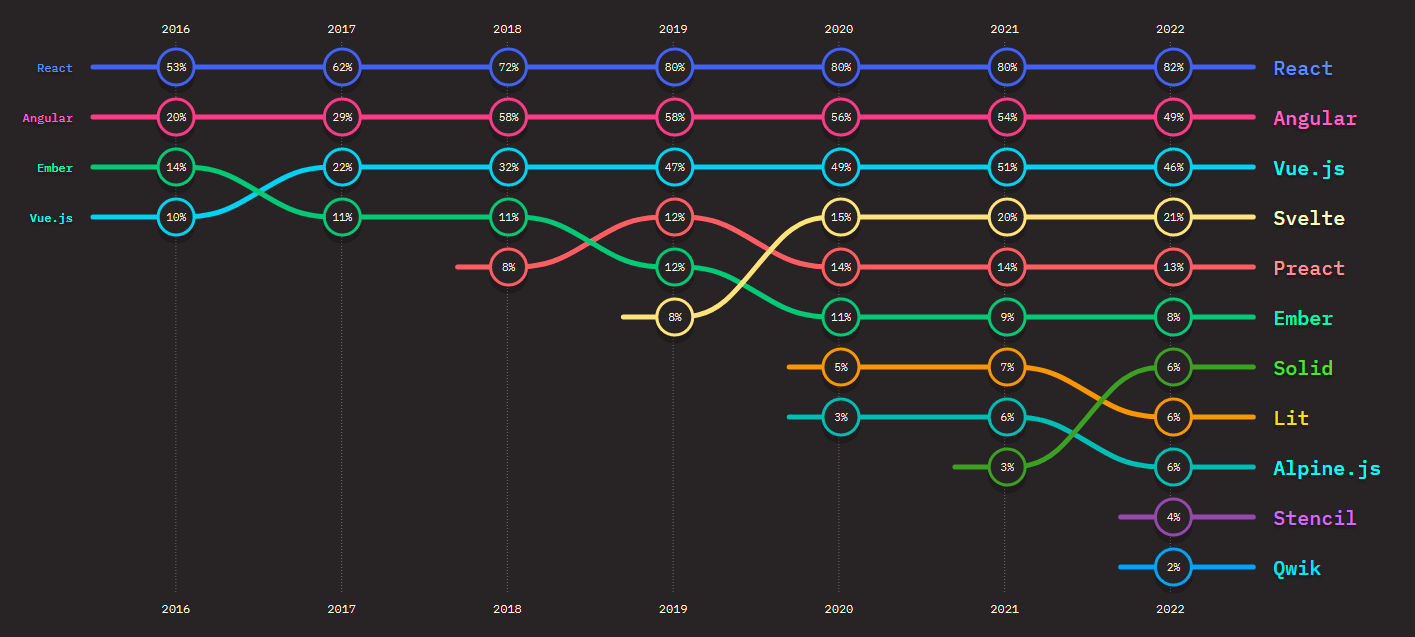 2016 2017 2018 2019 2020 2021 2022
React 53% 62% 72% 80% 80% 80% 82% React
Angular 20% 29% 58% 58% 56% 54% 49% Angular
Ember 14% 22% 32% 47% 49% 51% 46% Vue.js
Vue.js 10% 11% 11% 12% 15% 20% 21% Svelte
8% 12% 14% 14% 13% Preact
8% 11% 9% 8% Ember
5% 7% 6% Solid
3% 6% 6% Lit
3% 6% Alpine.js
4% Stencil
2% Qwik
2016 2017 2018 2019 2020 2021 2022